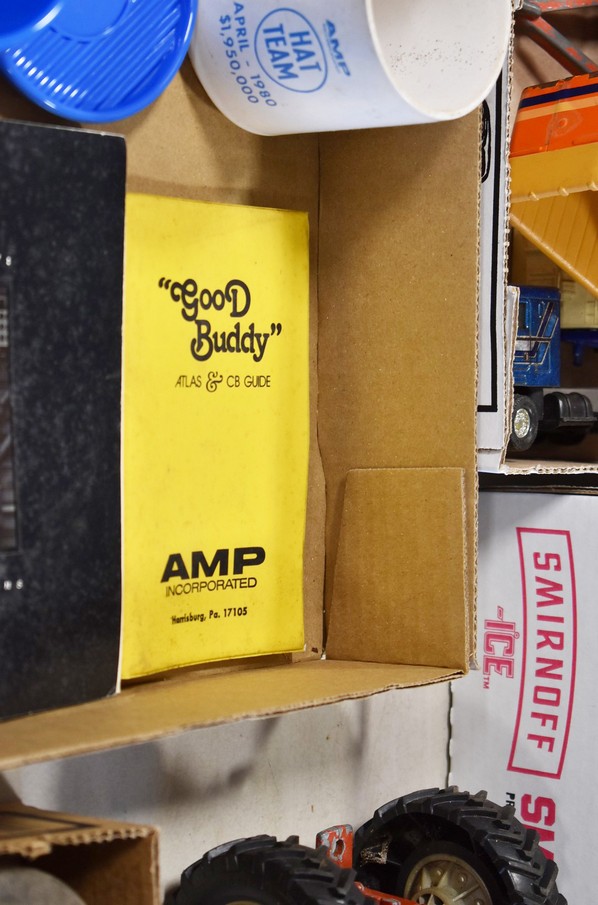 AMP
HAT
TEAM
APRIL - 1980
$1,950,000
"Good
Buddy"
ATLAS & CB GUIDE
AMP
INCORPORATED
Harrisburg, Pa. 17105
SMIRNOFF
ICE
TM